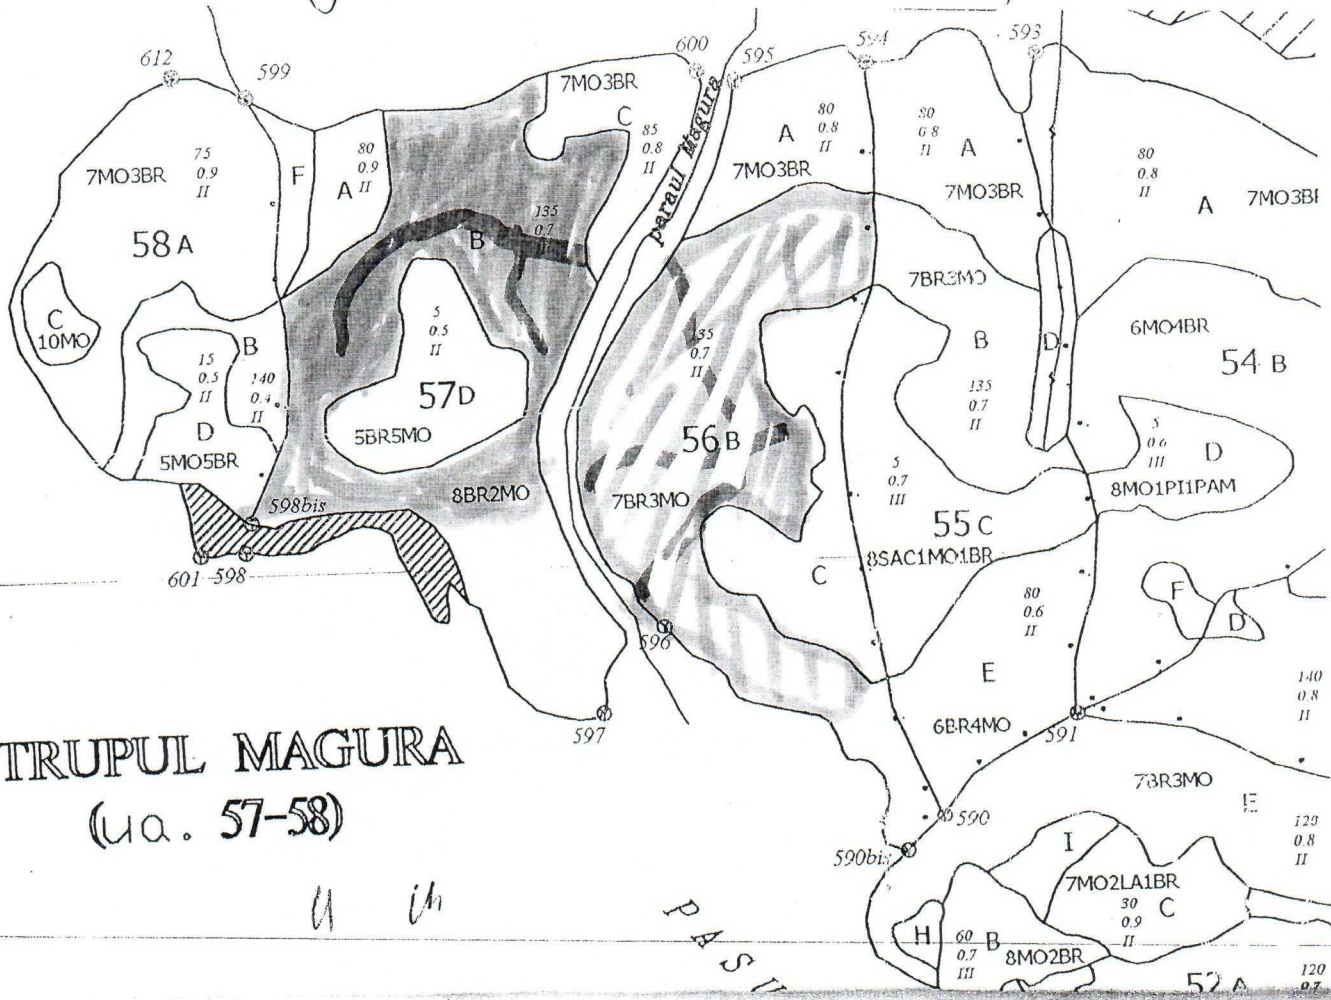 612
599
600
595
594
593
7MO3BR
C
85
0.8
II
paraul Magura
7MO3BR
75
0.9
II
F
80
0.9
II
A
58 A
A
80
0.8
II
7MO3BR
80
0.8
II
A
7MO3BR
80
0.8
II
A
135
0.7
B
C
10MO
B
15
0.5
II
140
0.4
II
D
5MO5BR
5
0.5
II
57D
5BR5MO
8BR2MO
135
0.7
II
56B
7BR3MO
7BR3MO
B
135
0.7
II
D
6MO4BR
54 B
5
0.6
III
D
8MO1PI1PAM
5
0.7
III
55C
8SAC1MO1BR
C
598bis
601
598
596
597
80
0.6
II
E
6BR4MO
F
D
591
140
0.8
II
7BR3MO
E
120
0.8
II
TRUPUL MAGURA
(ua. 57-58)
590
590bis
I
7MO2LA1BR
30
0.9
II
C
H
60
0.7
III
B
8MO2BR
52 A
120
0.7